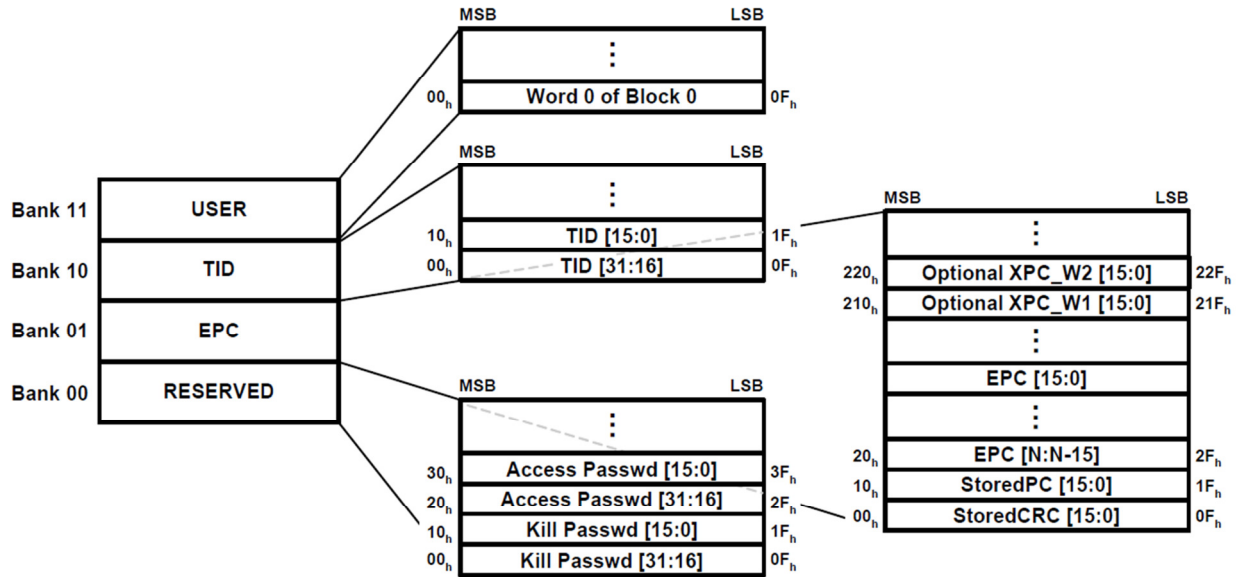 MSB LSB
⋮
00h Word 0 of Block 0 0Fh
MSB LSB
⋮
10h TID [15:0] 1Fh
00h TID [31:16] 0Fh
Bank 11 USER
Bank 10 TID
Bank 01 EPC
Bank 00 RESERVED
MSB LSB
⋮
30h Access Passwd [15:0] 3Fh
20h Access Passwd [31:16] 2Fh
10h Kill Passwd [15:0] 1Fh
00h Kill Passwd [31:16] 0Fh
MSB LSB
⋮
220h Optional XPC_W2 [15:0] 22Fh
210h Optional XPC_W1 [15:0] 21Fh
⋮
EPC [15:0]
⋮
20h EPC [N:N-15] 2Fh
10h StoredPC [15:0] 1Fh
00h StoredCRC [15:0] 0Fh